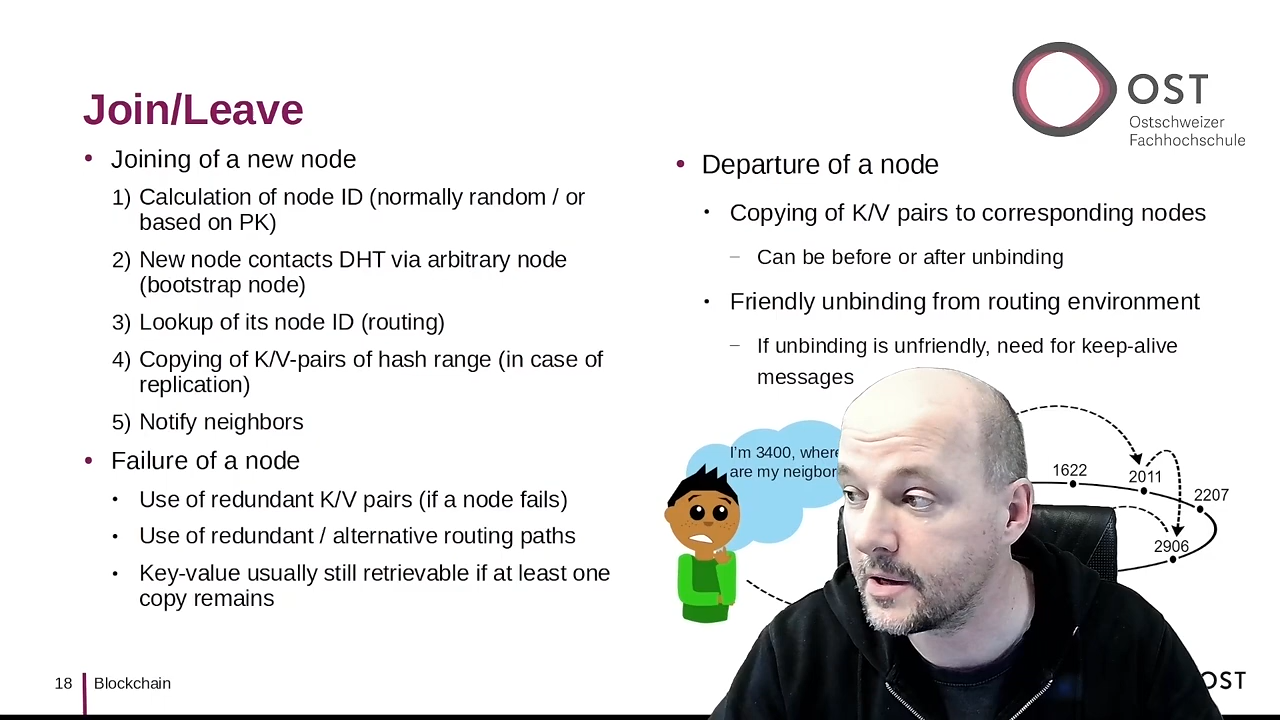 OST
Ostschweizer
Fachhochschule
Join/Leave
• Joining of a new node
1) Calculation of node ID (normally random / or
based on PK)
2) New node contacts DHT via arbitrary node
(bootstrap node)
3) Lookup of its node ID (routing)
4) Copying of K/V-pairs of hash range (in case of
replication)
5) Notify neighbors
• Failure of a node
• Use of redundant K/V pairs (if a node fails)
• Use of redundant / alternative routing paths
• Key-value usually still retrievable if at least one
copy remains
• Departure of a node
• Copying of K/V pairs to corresponding nodes
– Can be before or after unbinding
• Friendly unbinding from routing environment
– If unbinding is unfriendly, need for keep-alive
messages
I'm 3400, where
are my neigbor
1622
2011
2207
2906
18 Blockchain
OST